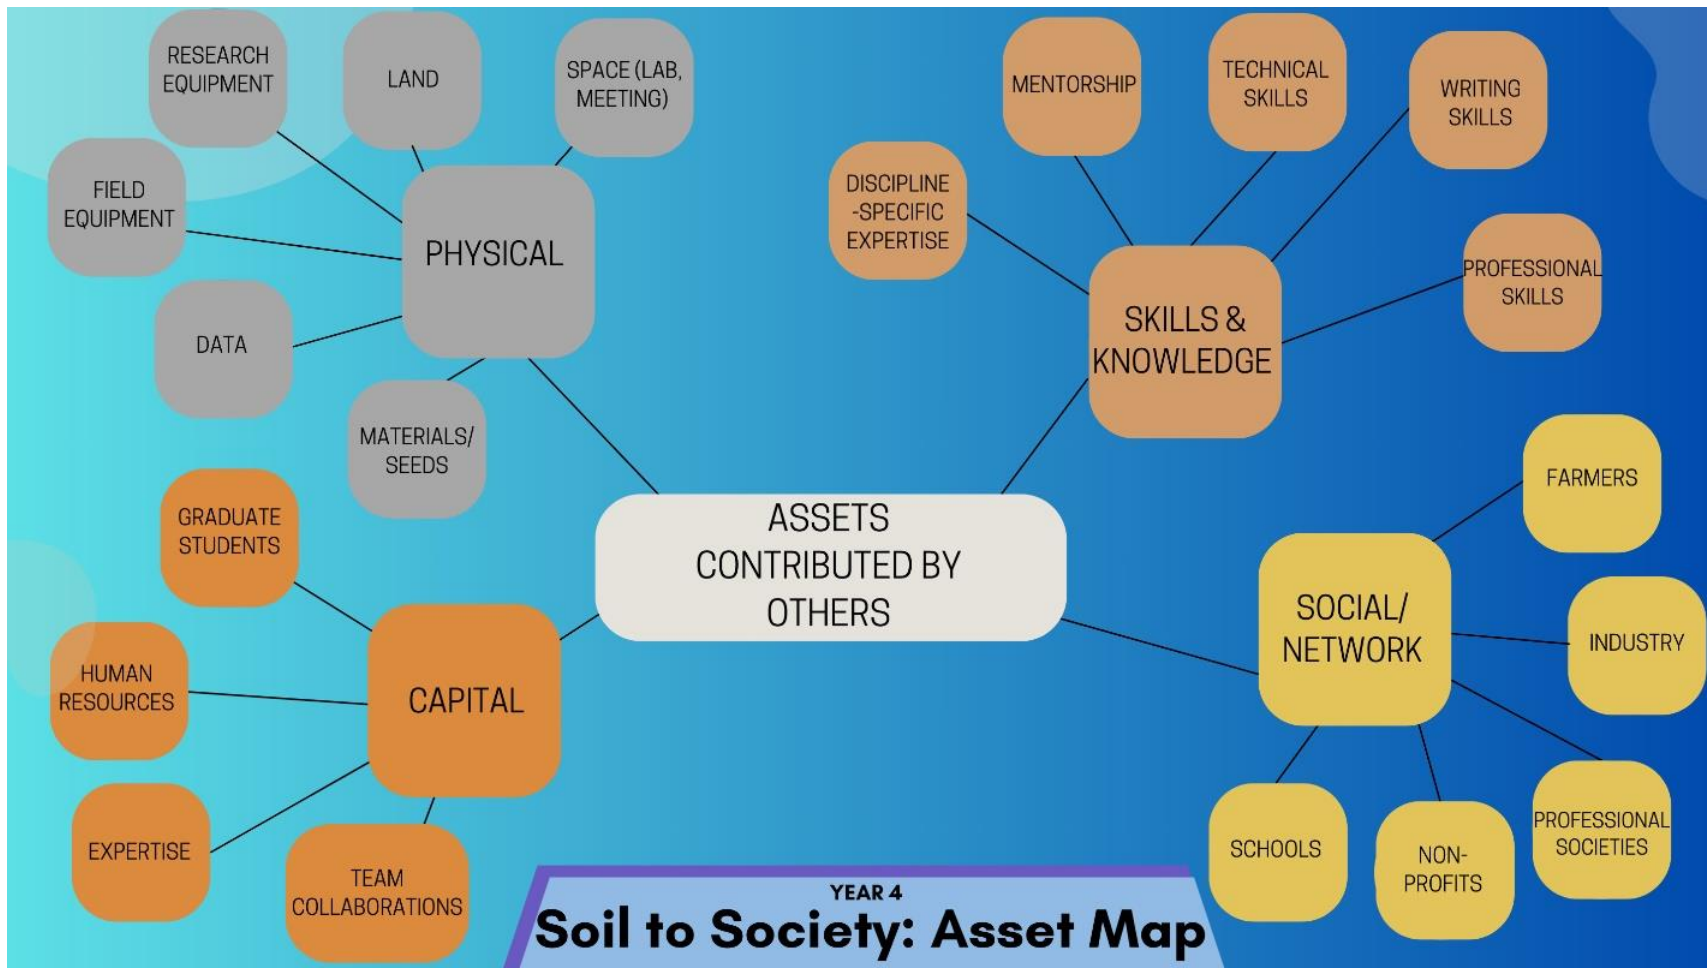 RESEARCH
EQUIPMENT
LAND
SPACE (LAB,
MEETING)
FIELD
EQUIPMENT
PHYSICAL
DATA
MATERIALS/
SEEDS
MENTORSHIP
TECHNICAL
SKILLS
WRITING
SKILLS
DISCIPLINE
-SPECIFIC
EXPERTISE
PROFESSIONAL
SKILLS
SKILLS &
KNOWLEDGE
ASSETS
CONTRIBUTED BY
OTHERS
GRADUATE
STUDENTS
HUMAN
RESOURCES
CAPITAL
EXPERTISE
TEAM
COLLABORATIONS
FARMERS
SOCIAL/
NETWORK
INDUSTRY
SCHOOLS
NON-
PROFITS
PROFESSIONAL
SOCIETIES
YEAR 4
Soil to Society: Asset Map